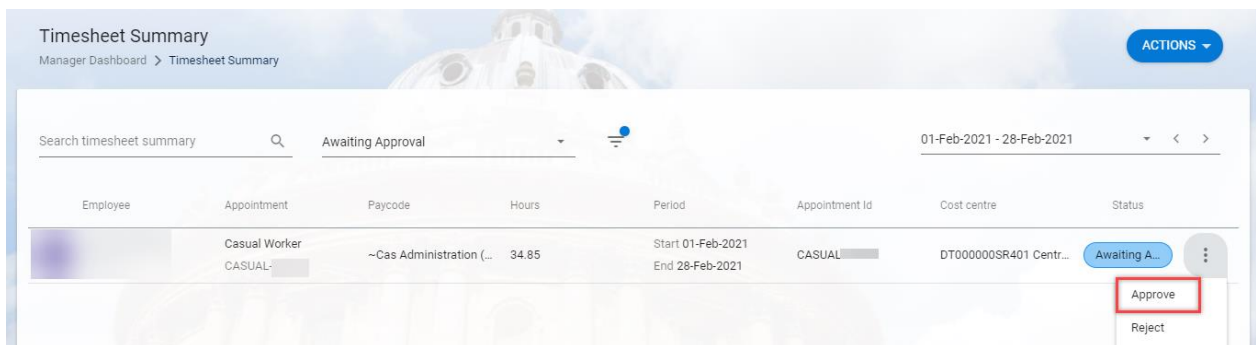 Timesheet Summary
Manager Dashboard > Timesheet Summary
ACTIONS
Search timesheet summary
Awaiting Approval
01-Feb-2021 - 28-Feb-2021
< >
Employee Appointment Paycode Hours Period Appointment Id Cost centre Status
Casual Worker
CASUAL-
~Cas Administration (... 34.85
Start 01-Feb-2021
End 28-Feb-2021
CASUAL
DT000000SR401 Centr...
Awaiting A...
Approve
Reject